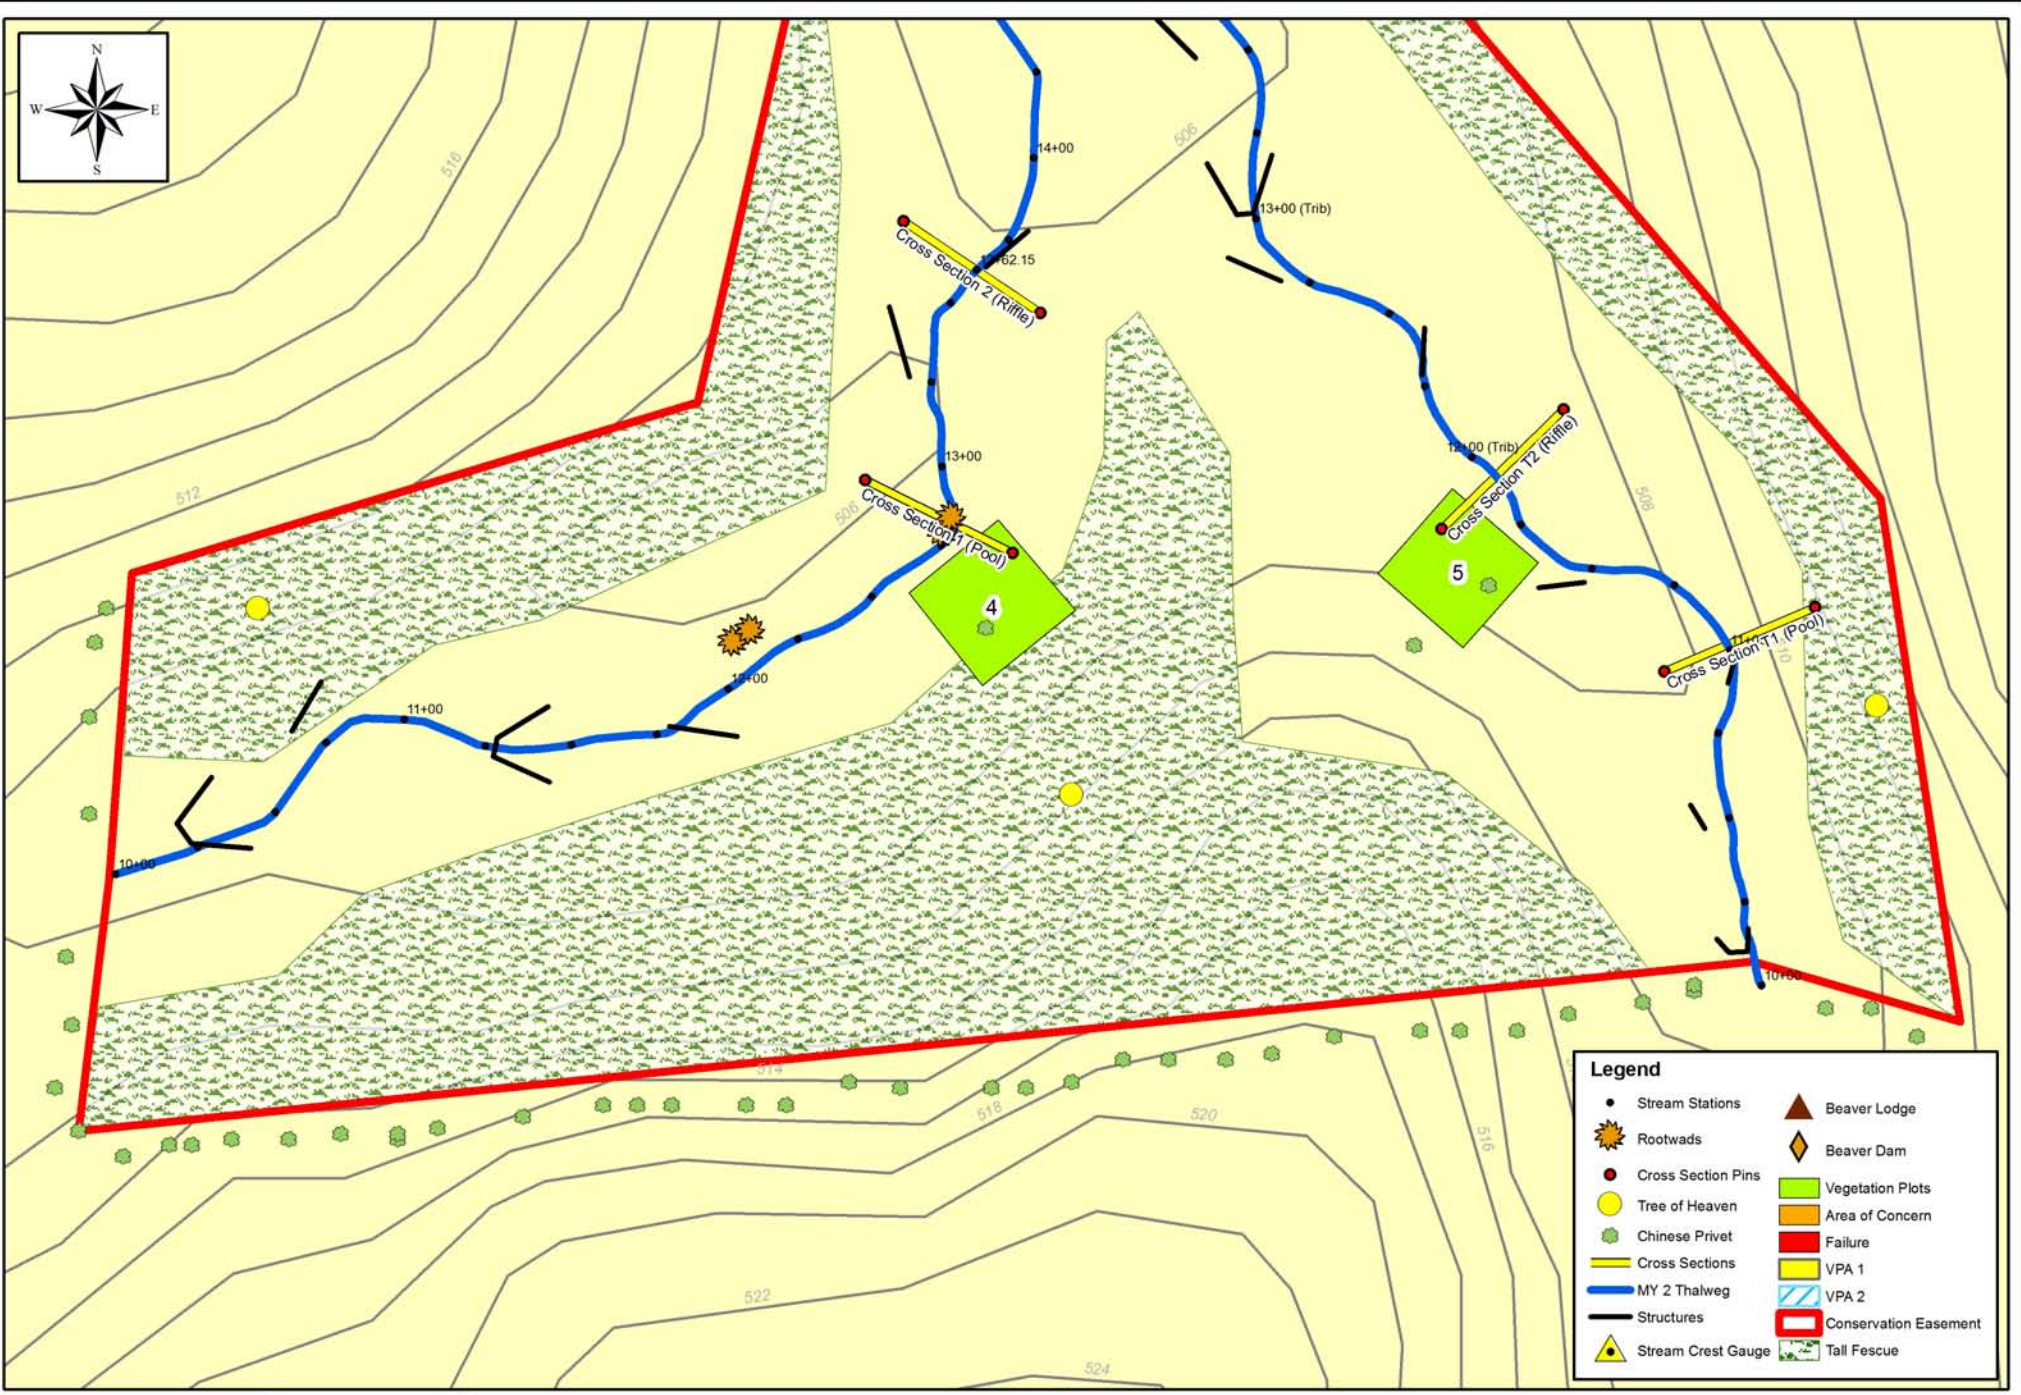 N
W E
S
516
506
14+00
13+00 (Trib)
62.15
Cross Section 2 (Riffle)
13+00
12+00 (Trib)
Cross Section T2 (Riffle)
512
506
Cross Section 1 (Pool)
508
5
4
Cross Section T1 (Pool)
12+00
11+00
10+00
10+00
514
518
520
516
522
524
Legend
Stream Stations
Rootwads
Cross Section Pins
Tree of Heaven
Chinese Privet
Cross Sections
MY 2 Thalweg
Structures
Stream Crest Gauge
Beaver Lodge
Beaver Dam
Vegetation Plots
Area of Concern
Failure
VPA 1
VPA 2
Conservation Easement
Tall Fescue